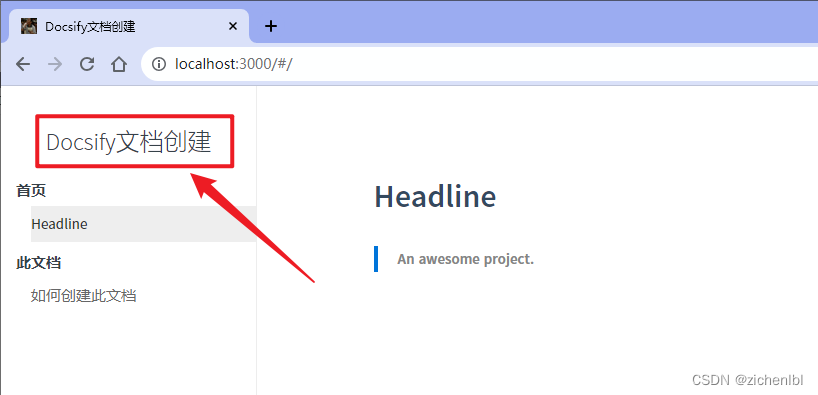 Docsify文档创建
localhost:3000/#/
Docsify文档创建
首页
Headline
此文档
如何创建此文档
Headline
An awesome project.
CSDN @zichenlbl